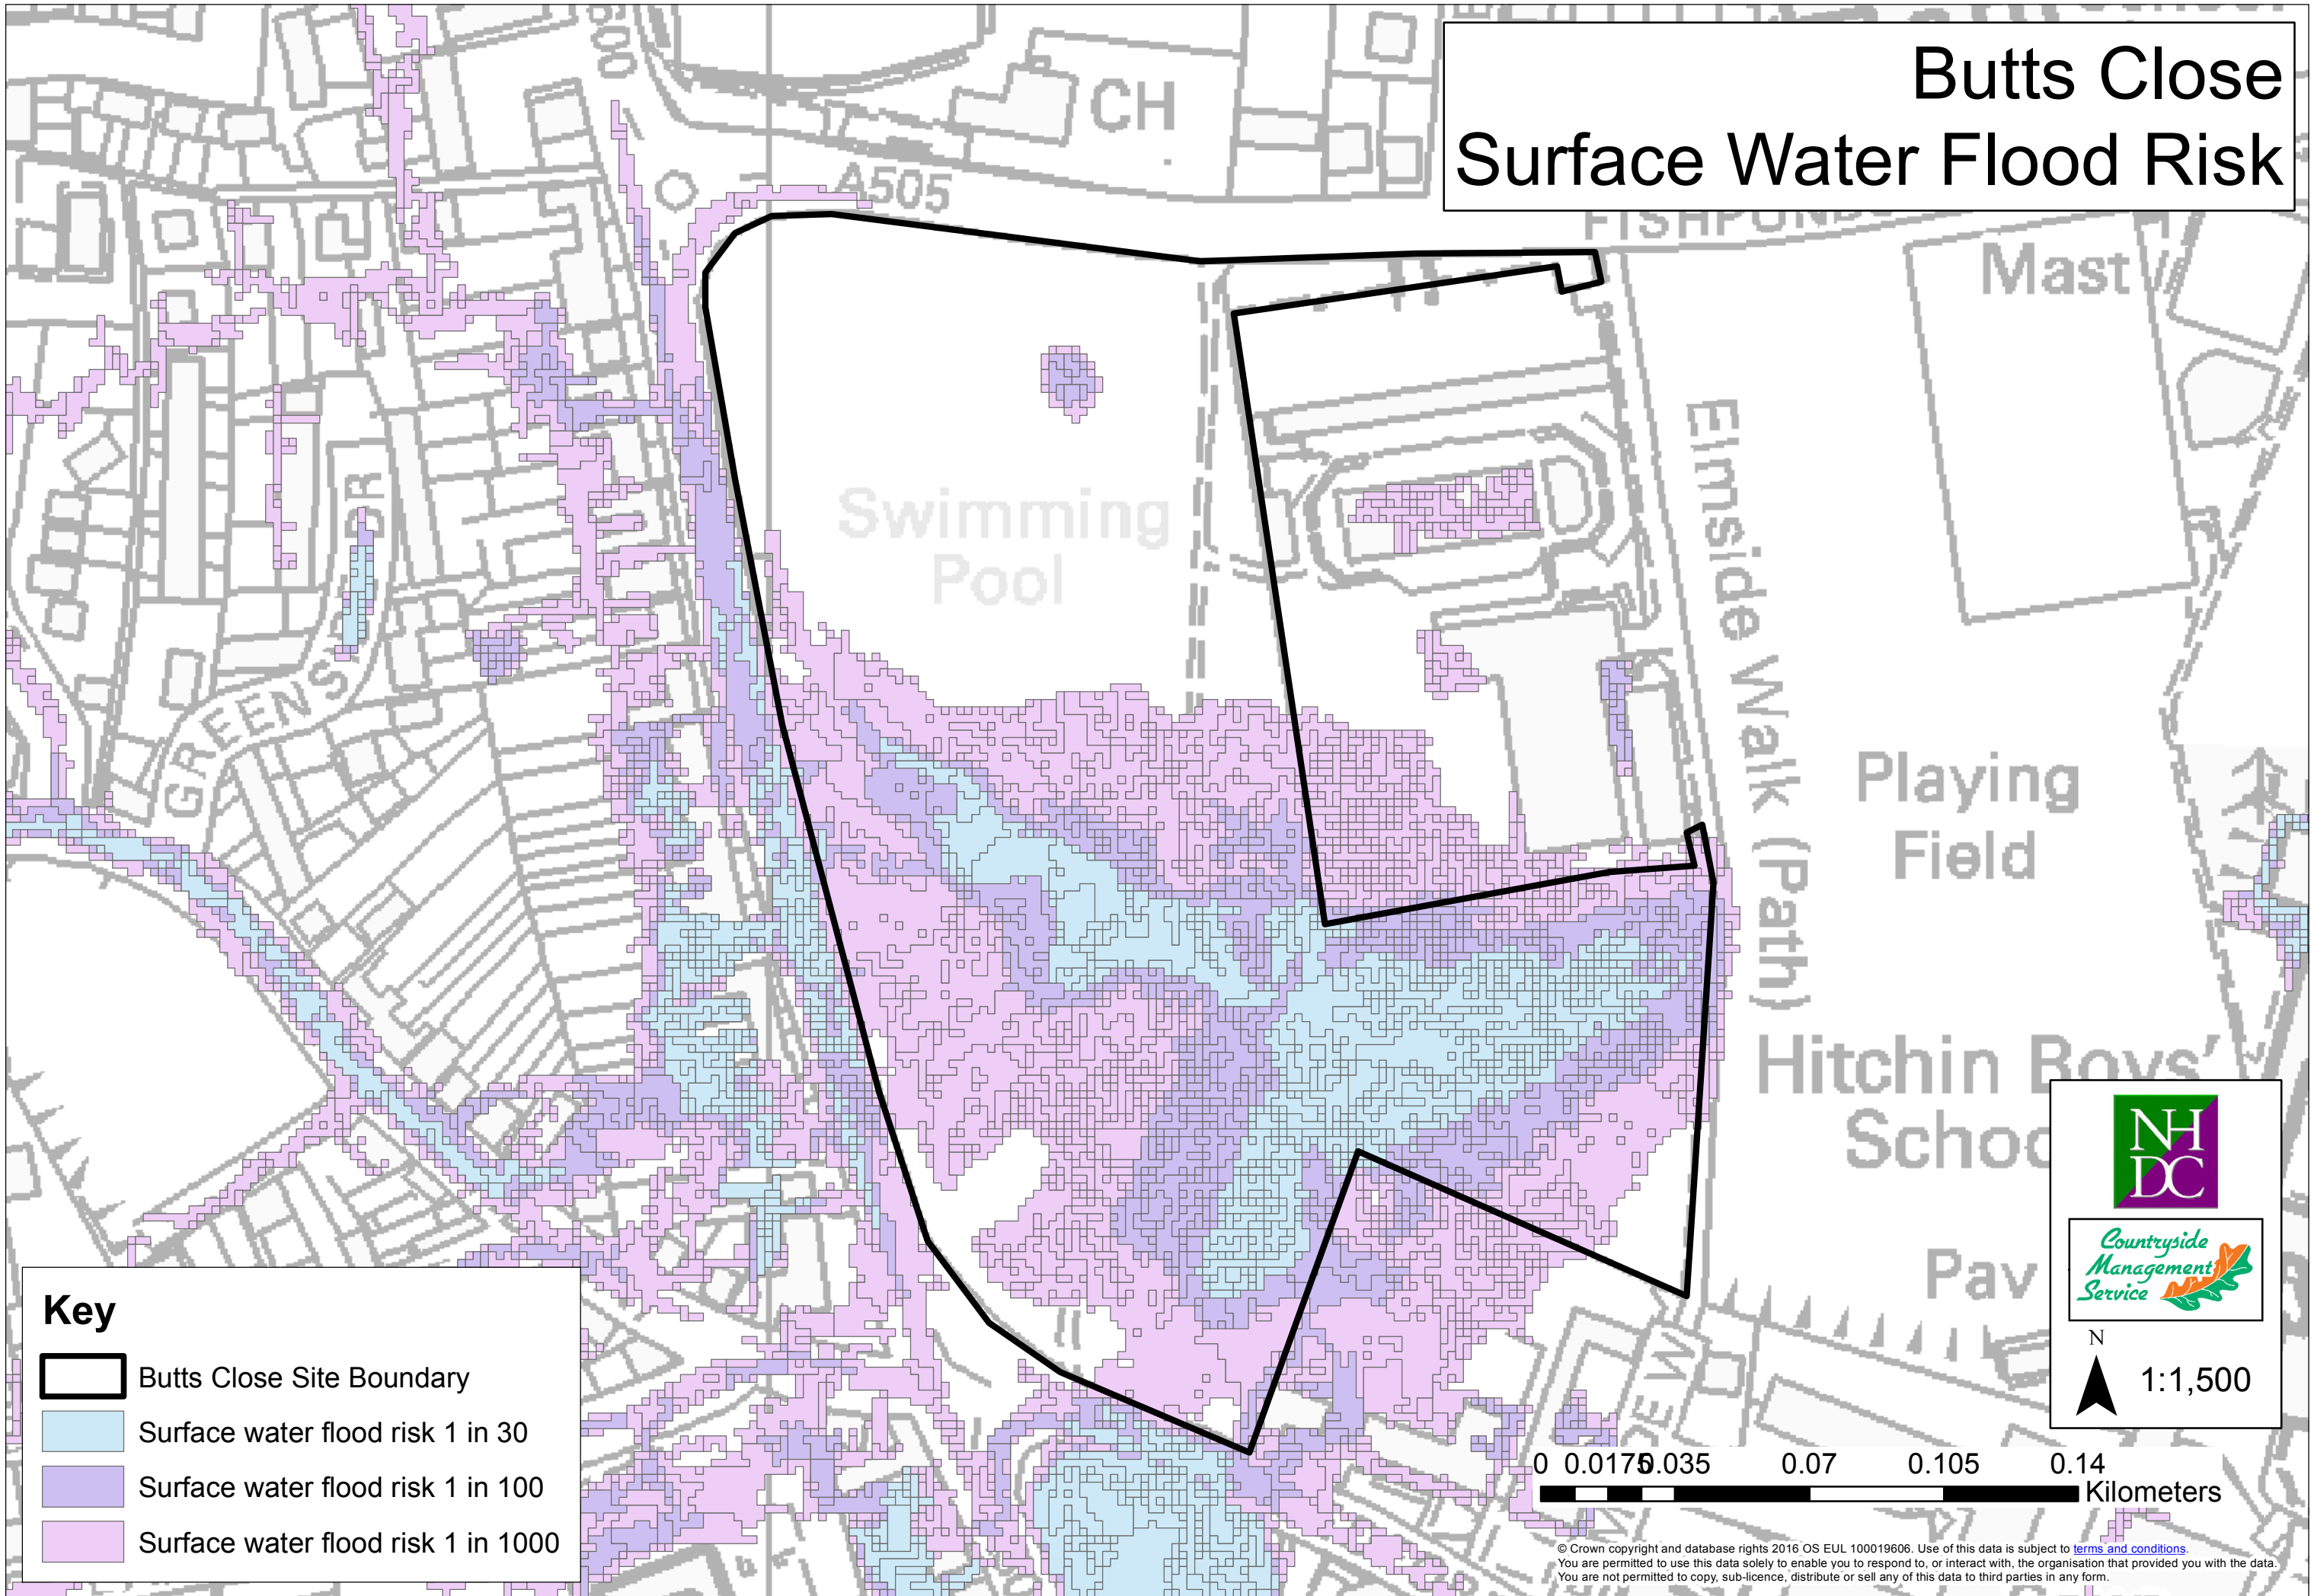 Butts Close
Surface Water Flood Risk
CH
A505
Mast
Swimming
Pool
Elmside Walk (Path)
GREENS DR
Playing
Field
Hitchin Boys'
Pav
NH
DC
Countryside
Management
Service
N
1:1,500
Key
Butts Close Site Boundary
Surface water flood risk 1 in 30
Surface water flood risk 1 in 100
Surface water flood risk 1 in 1000
0 0.0175 0.035 0.07 0.105 0.14
Kilometers
© Crown copyright and database rights 2016 OS EUL 100019606. Use of this data is subject to terms and conditions.
You are permitted to use this data solely to enable you to respond to, or interact with, the organisation that provided you with the data.
You are not permitted to copy, sub-licence, distribute or sell any of this data to third parties in any form.